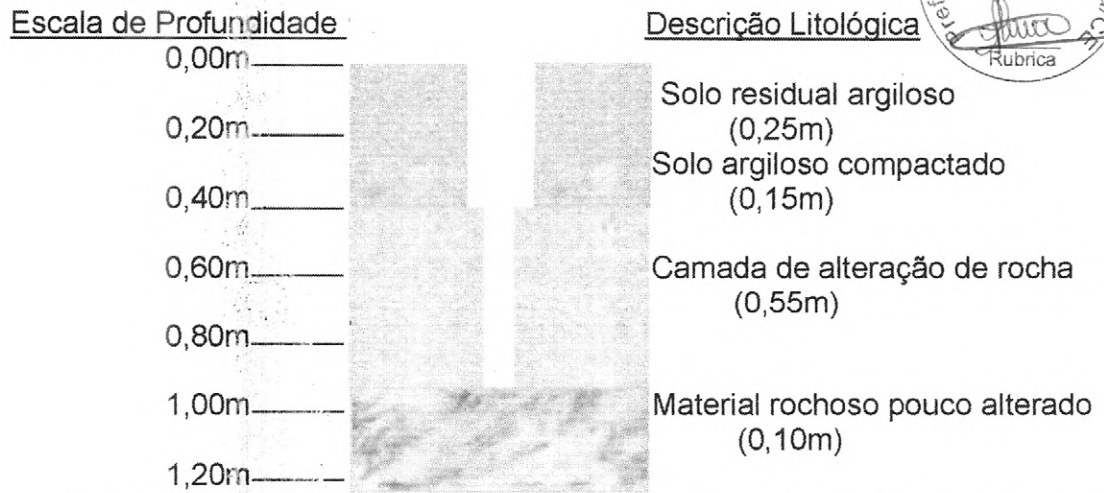 Escala de Profundidade
0,00m
0,20m
0,40m
0,60m
0,80m
1,00m
1,20m
Descrição Litológica
Solo residual argiloso
(0,25m)
Solo argiloso compactado
(0,15m)
Camada de alteração de rocha
(0,55m)
Material rochoso pouco alterado
(0,10m)
Rubrica